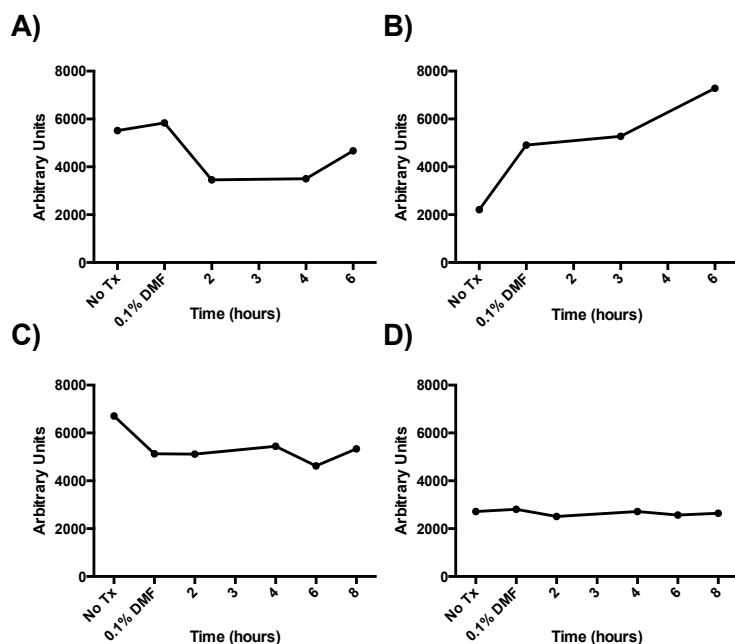 A)
8000
6000
4000
2000
0
Arbitrary Units
No Tx
0.1% DMF
2
3
4
6
Time (hours)
B)
8000
6000
4000
2000
0
Arbitrary Units
No Tx
0.1% DMF
2
3
4
6
Time (hours)
C)
8000
6000
4000
2000
0
Arbitrary Units
No Tx
0.1% DMF
2
3
4
6
8
Time (hours)
D)
8000
6000
4000
2000
0
Arbitrary Units
No Tx
0.1% DMF
2
3
4
6
8
Time (hours)